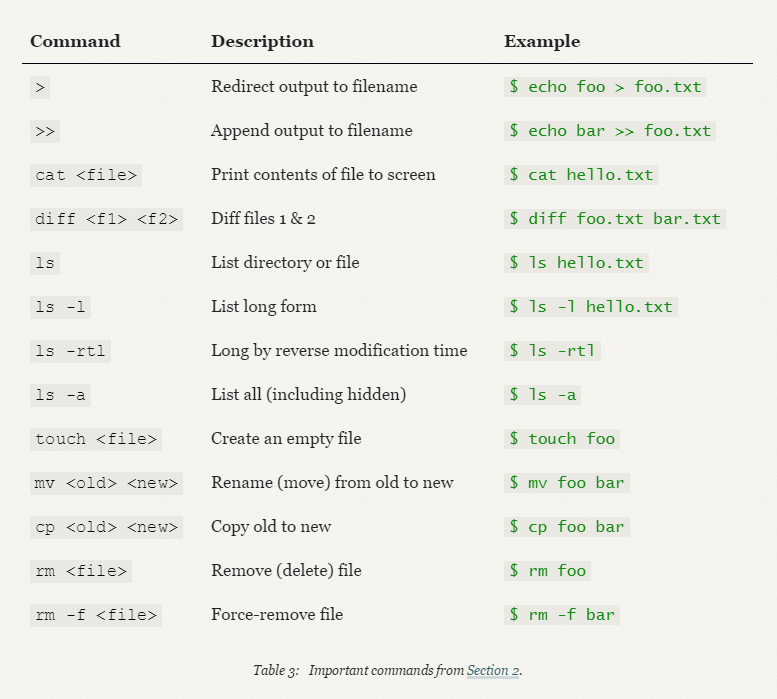 Command Description Example
> Redirect output to filename $ echo foo > foo.txt
>> Append output to filename $ echo bar >> foo.txt
cat <file> Print contents of file to screen $ cat hello.txt
diff <f1> <f2> Diff files 1 & 2 $ diff foo.txt bar.txt
ls List directory or file $ ls hello.txt
ls -l List long form $ ls -l hello.txt
ls -rtl Long by reverse modification time $ ls -rtl
ls -a List all (including hidden) $ ls -a
touch <file> Create an empty file $ touch foo
mv <old> <new> Rename (move) from old to new $ mv foo bar
cp <old> <new> Copy old to new $ cp foo bar
rm <file> Remove (delete) file $ rm foo
rm -f <file> Force-remove file $ rm -f bar
Table 3: Important commands from Section 2.